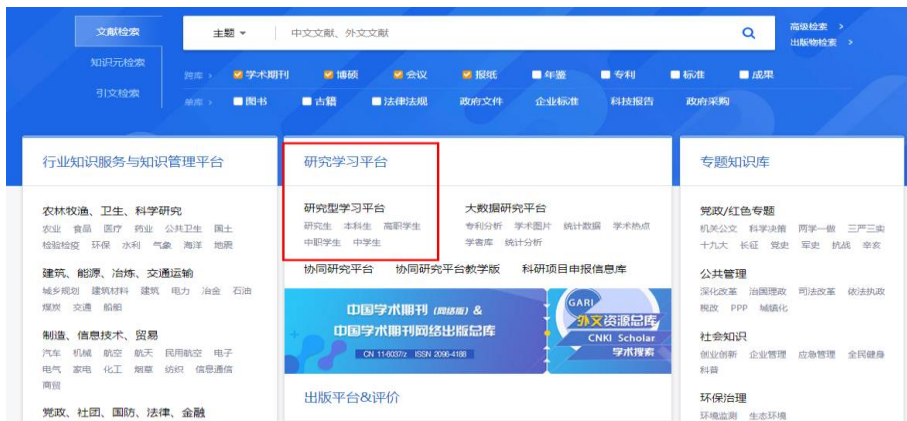 文献检索
主题
中文文献、外文文献
高级检索 >
出版物检索 >
知识元检索
引文检索
跨库 > 学术期刊 博硕 会议 报纸 年鉴 专利 标准 成果
单库 > 图书 古籍 法律法规 政府文件 企业标准 科技报告 政府采购
行业知识服务与知识管理平台
农林牧渔、卫生、科学研究
农业 食品 医疗 药业 公共卫生 国土
检验检疫 环保 水利 气象 海洋 地震
建筑、能源、冶炼、交通运输
城乡规划 建筑材料 建筑 电力 冶金 石油
煤炭 交通 船舶
制造、信息技术、贸易
汽车 机械 航空 航天 民用航空 电子
电气 家电 化工 烟草 纺织 信息通信
商贸
党政、社团、国防、法律、金融
研究学习平台
研究型学习平台
研究生 本科生 高职学生
中职学生 中学生
大数据研究平台
专利分析 学术图片 统计数据 学术热点
学者库 统计分析
协同研究平台 协同研究平台教学版 科研项目申报信息库
中国学术期刊 (网络版) &
中国学术期刊网络出版总库
CN 11-6037/z ISSN 2096-4188
GARI
外文资源总库
CNKI Scholar
学术搜索
出版平台&评价
专题知识库
党政/红色专题
机关公文 科学决策 两学一做 三严三实
十九大 长征 党史 军史 抗战 辛亥
公共管理
深化改革 治国理政 司法改革 依法执政
税改 PPP 城镇化
社会知识
创业创新 企业管理 应急管理 全民健身
科普
环保治理
环境监测 生态环境